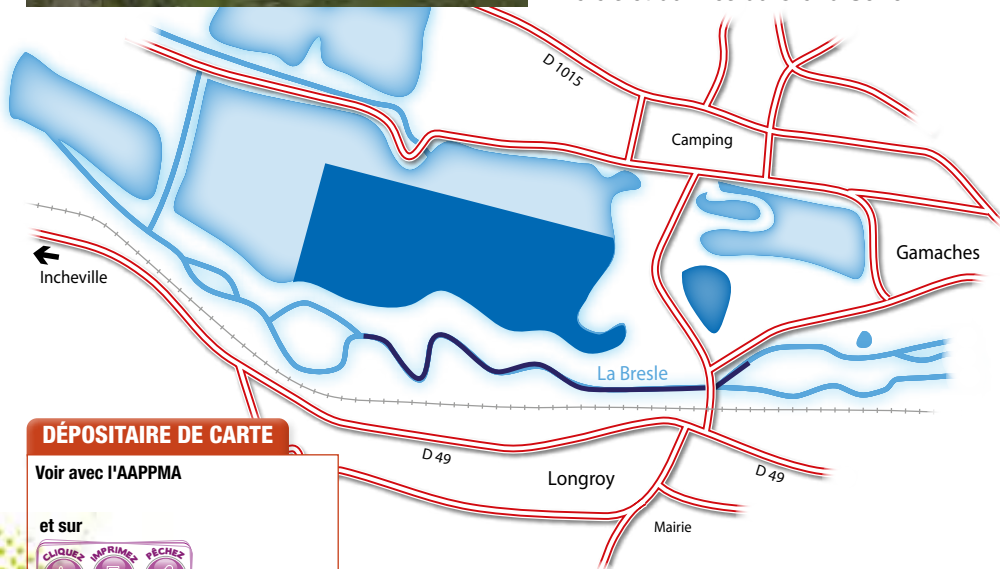 D 1015
Camping
Gamaches
Incheville
La Bresle
DÉPOSITAIRE DE CARTE
Voir avec l'AAPPMA
et sur
CLIQUEZ IMPRIMEZ PÊCHEZ
D 49
Longroy
D 49
Mairie